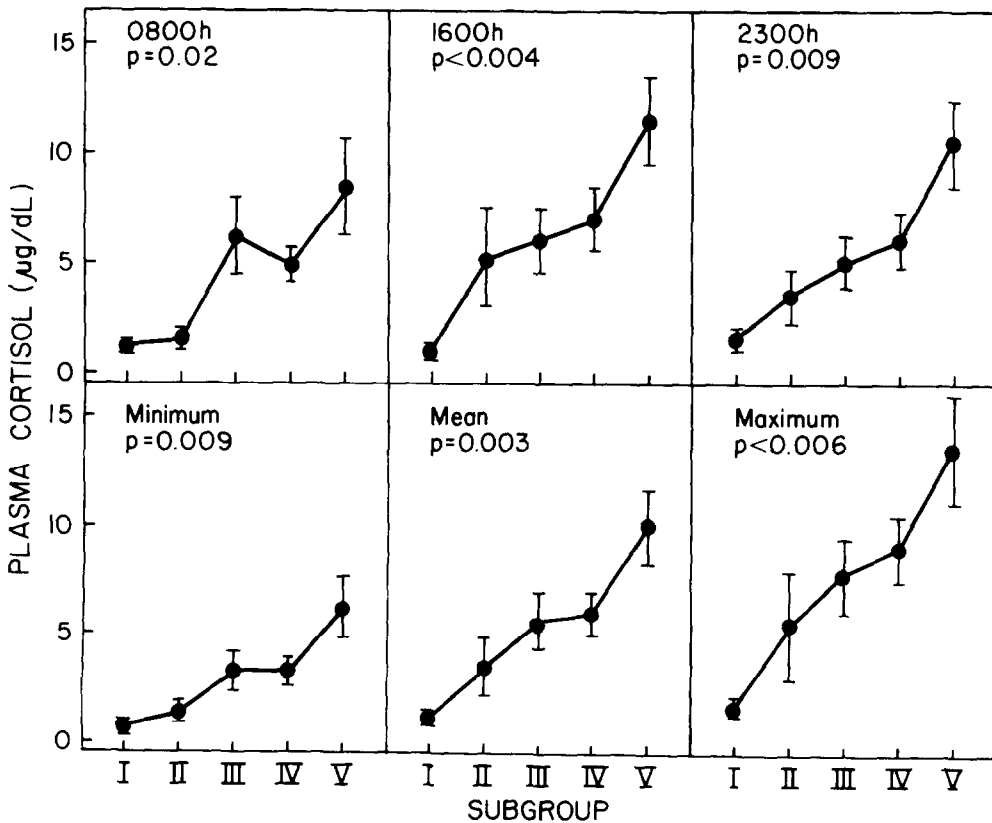 PLASMA CORTISOL (µg/dL)
15
10
5
0
0800h
p=0.02
1600h
p<0.004
2300h
p=0.009
15
10
5
0
Minimum
p=0.009
Mean
p=0.003
Maximum
p<0.006
I II III IV V I II III IV V I II III IV V
SUBGROUP